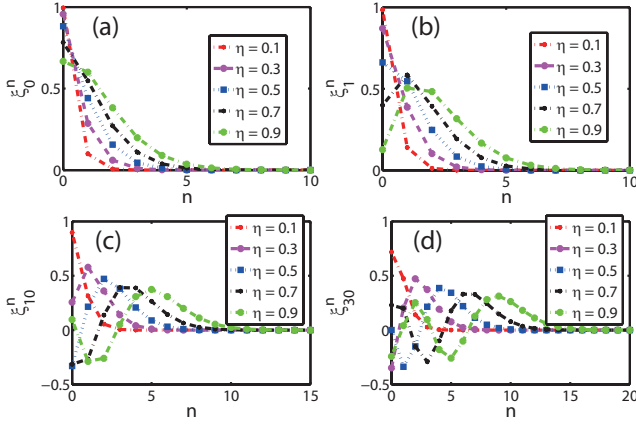 (a)
1
0.5
0
0
5
10
n
ξ₀ⁿ
η = 0.1
η = 0.3
η = 0.5
η = 0.7
η = 0.9
(b)
1
0.5
0
0
5
10
n
ξ₁ⁿ
η = 0.1
η = 0.3
η = 0.5
η = 0.7
η = 0.9
(c)
1
0.5
0
−0.5
0
5
10
15
n
ξ₁₀ⁿ
η = 0.1
η = 0.3
η = 0.5
η = 0.7
η = 0.9
(d)
1
0.5
0
−0.5
0
5
10
15
20
n
ξ₃₀ⁿ
η = 0.1
η = 0.3
η = 0.5
η = 0.7
η = 0.9